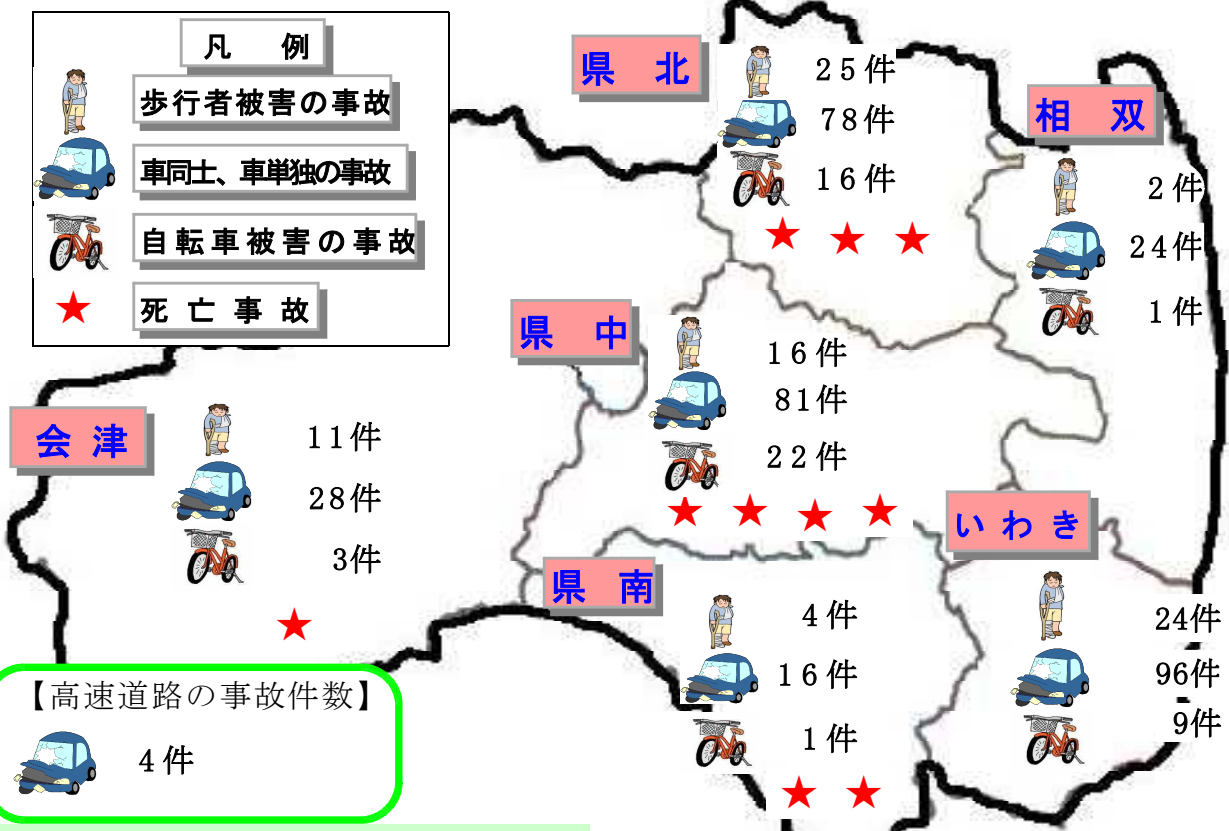 凡 例
歩行者被害の事故
車同士、車単独の事故
自転車被害の事故
死亡事故
県北
25件
78件
16件
相双
2件
24件
1件
県中
16件
81件
22件
会津
11件
28件
3件
いわき
24件
96件
9件
県南
4件
16件
1件
【高速道路の事故件数】
4件